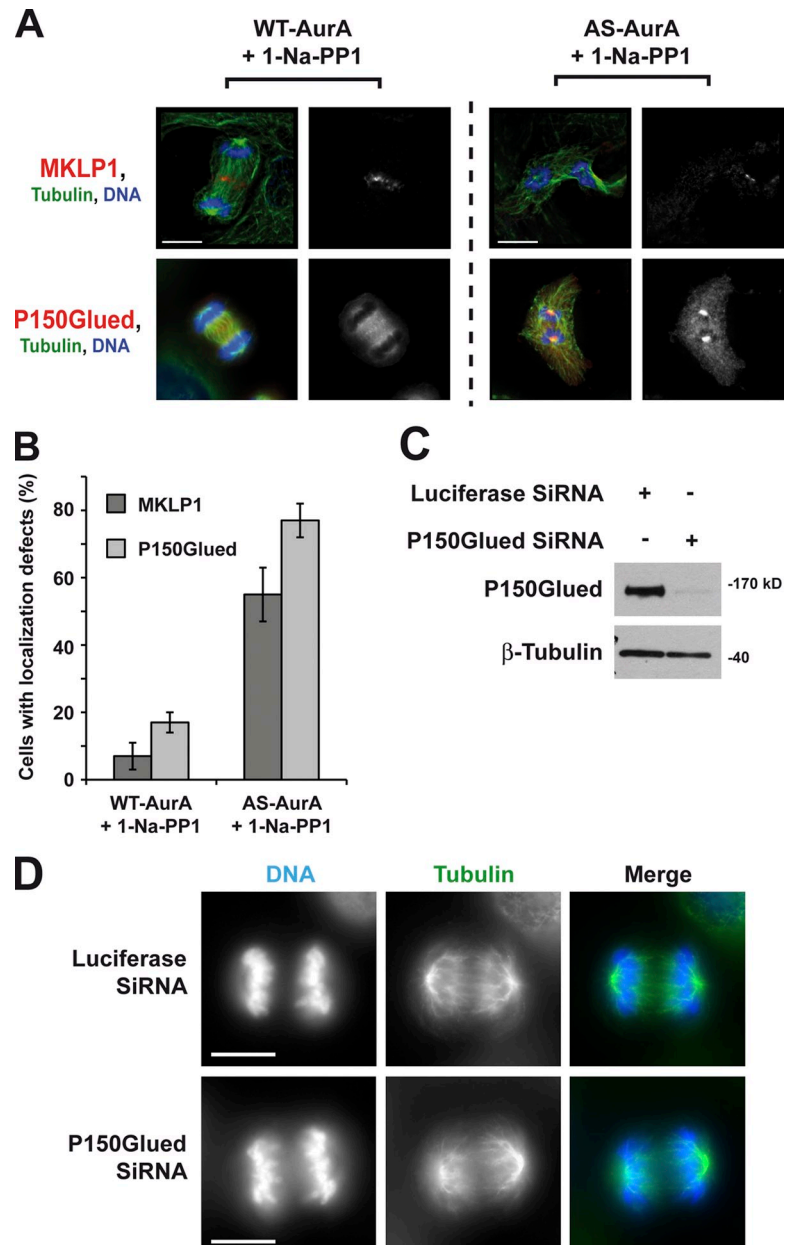 A
WT-AurA
+ 1-Na-PP1
AS-AurA
+ 1-Na-PP1
MKLP1,
Tubulin, DNA
P150Glued,
Tubulin, DNA
B
Cells with localization defects (%)
80
60
40
20
0
MKLP1
P150Glued
WT-AurA
+ 1-Na-PP1
AS-AurA
+ 1-Na-PP1
C
Luciferase SiRNA + -
P150Glued SiRNA - +
P150Glued -170 kD
β-Tubulin -40
D
DNA Tubulin Merge
Luciferase
SiRNA
P150Glued
SiRNA